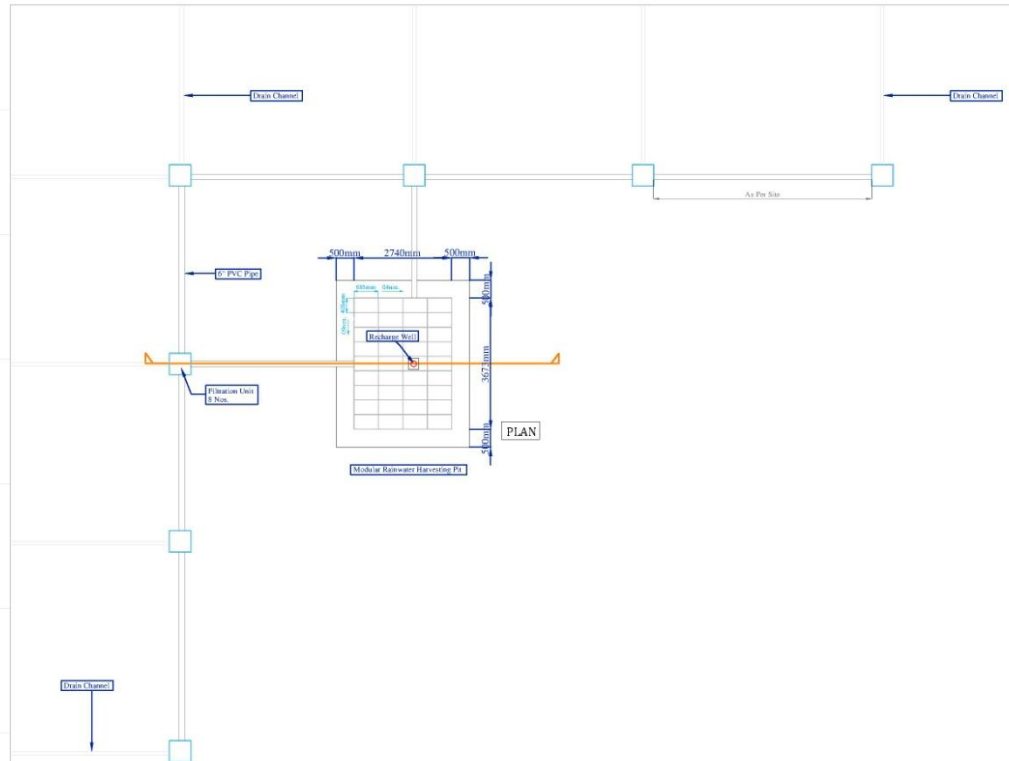 Drain Channel
Drain Channel
As Per Site
500mm
2740mm
500mm
6" PVC Pipe
500mm
Recharge Well
3673mm
Filtration Unit
8 Nos.
PLAN
500mm
Modular Rainwater Harvesting Pit
Drain Channel